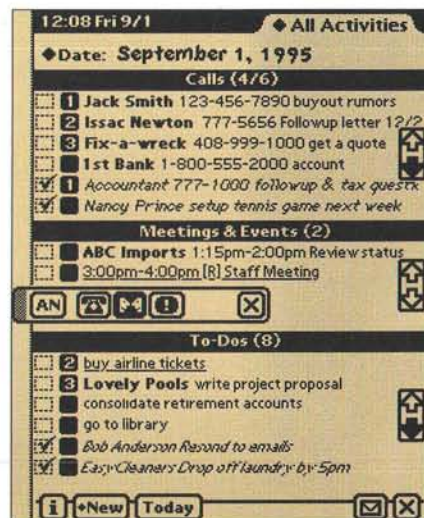 12:08 Fri 9/1
◆ All Activities
◆Date: September 1, 1995
Calls (4/6)
1 Jack Smith 123-456-7890 buyout rumors
2 Issac Newton 777-5656 Followup letter 12/2
3 Fix-a-wreck 408-999-1000 get a quote
1st Bank 1-800-555-2000 account
1 Accountant 777-1000 followup & tax
Nancy Prince setup tennis game next week
Meetings & Events (2)
ABC Imports 1:15pm-2:00pm Review status
3:00pm-4:00pm [R] Staff Meeting
AN
To-Dos (8)
2 buy airline tickets
3 Lovely Pools write project proposal
consolidate retirement accounts
go to library
Bob Anderson Resond to emails
EasyCleaners Drop off laundry by 5pm
i ◆New Today